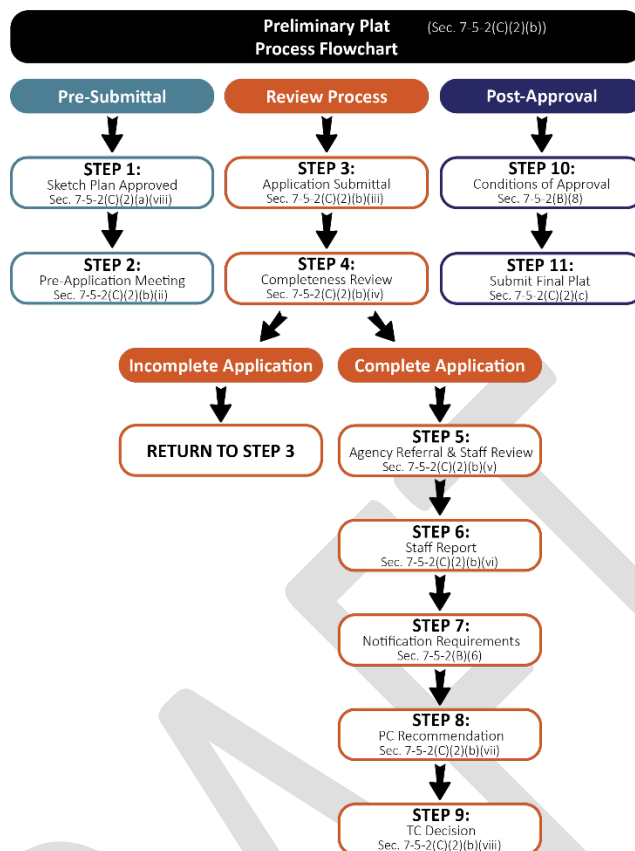 Preliminary Plat (Sec. 7-5-2(C)(2)(b))
Process Flowchart
Pre-Submittal
STEP 1:
Sketch Plan Approved
Sec. 7-5-2(C)(2)(a)(viii)
STEP 2:
Pre-Application Meeting
Sec. 7-5-2(C)(2)(b)(ii)
Review Process
STEP 3:
Application Submittal
Sec. 7-5-2(C)(2)(b)(iii)
STEP 4:
Completeness Review
Sec. 7-5-2(C)(2)(b)(iv)
Incomplete Application
RETURN TO STEP 3
Complete Application
STEP 5:
Agency Referral & Staff Review
Sec. 7-5-2(C)(2)(b)(v)
STEP 6:
Staff Report
Sec. 7-5-2(C)(2)(b)(vi)
STEP 7:
Notification Requirements
Sec. 7-5-2(B)(6)
STEP 8:
PC Recommendation
Sec. 7-5-2(C)(2)(b)(vii)
STEP 9:
TC Decision
Sec. 7-5-2(C)(2)(b)(viii)
Post-Approval
STEP 10:
Conditions of Approval
Sec. 7-5-2(B)(8)
STEP 11:
Submit Final Plat
Sec. 7-5-2(C)(2)(c)